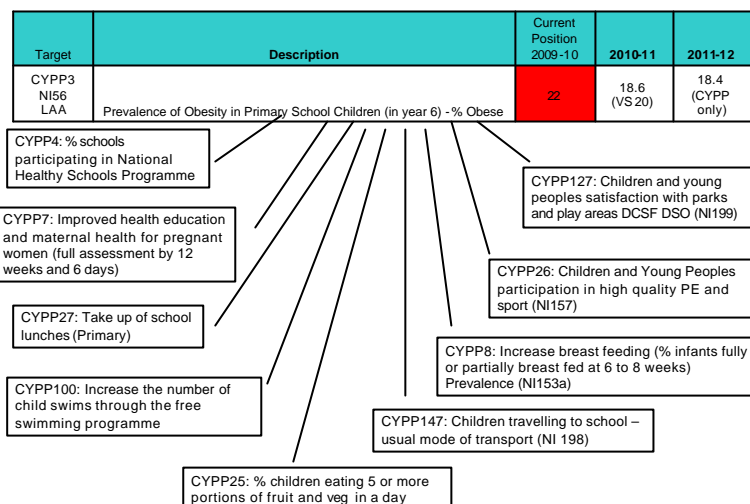 Target
Description
Current
Position
2009-10
2010-11
2011-12
CYPP3
NI56
LAA
Prevalence of Obesity in Primary School Children (in year 6) - % Obese
22
18.6
(VS 20)
18.4
(CYPP
only)
CYPP4: % schools
participating in National
Healthy Schools Programme
CYPP7: Improved health education
and maternal health for pregnant
women (full assessment by 12
weeks and 6 days)
CYPP27: Take up of school
lunches (Primary)
CYPP100: Increase the number of
child swims through the free
swimming programme
CYPP25: % children eating 5 or more
portions of fruit and veg in a day
CYPP147: Children travelling to school –
usual mode of transport (NI 198)
CYPP8: Increase breast feeding (% infants fully
or partially breast fed at 6 to 8 weeks)
Prevalence (NI153a)
CYPP26: Children and Young Peoples
participation in high quality PE and
sport (NI157)
CYPP127: Children and young
peoples satisfaction with parks
and play areas DCSF DSO (NI199)